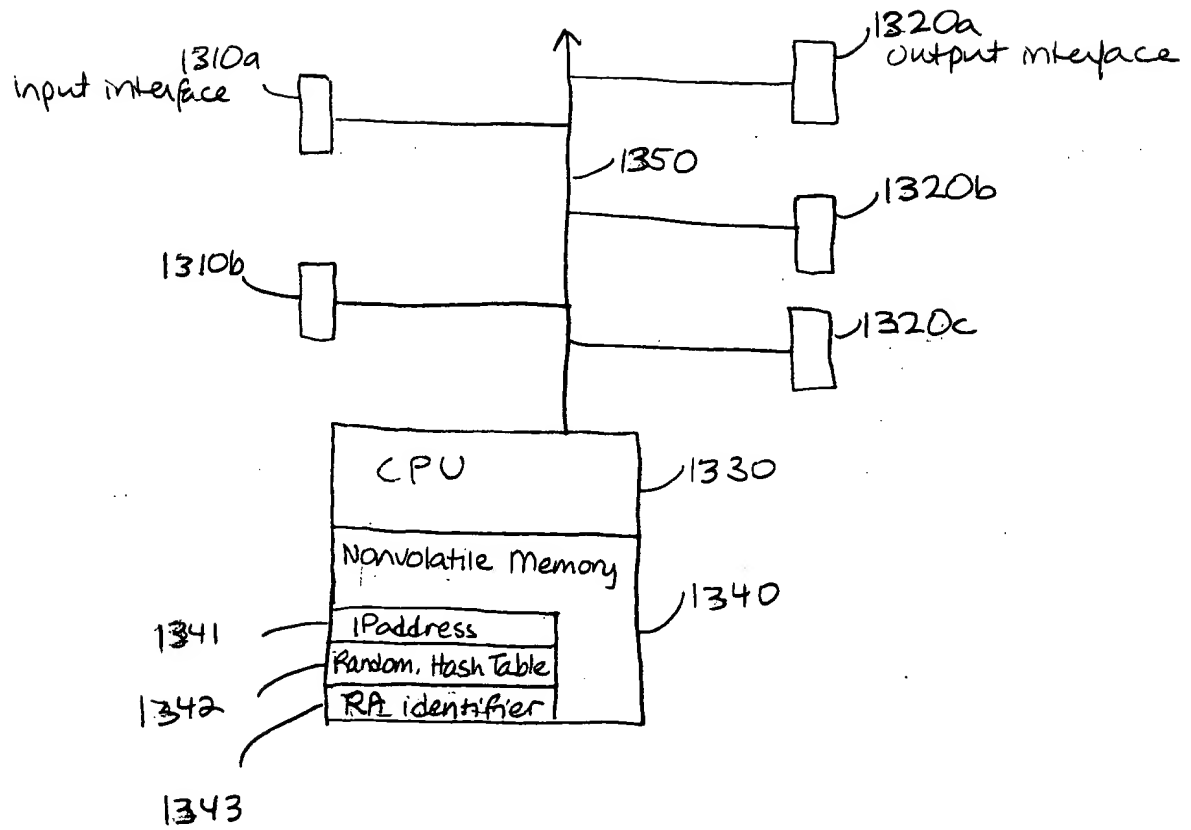 1310a
input interface
1320a
output interface
1350
1320b
1310b
1320c
CPU
1330
Nonvolatile Memory
1340
1341
IPaddress
Random. Hash Table
1342
RA identifier
1343